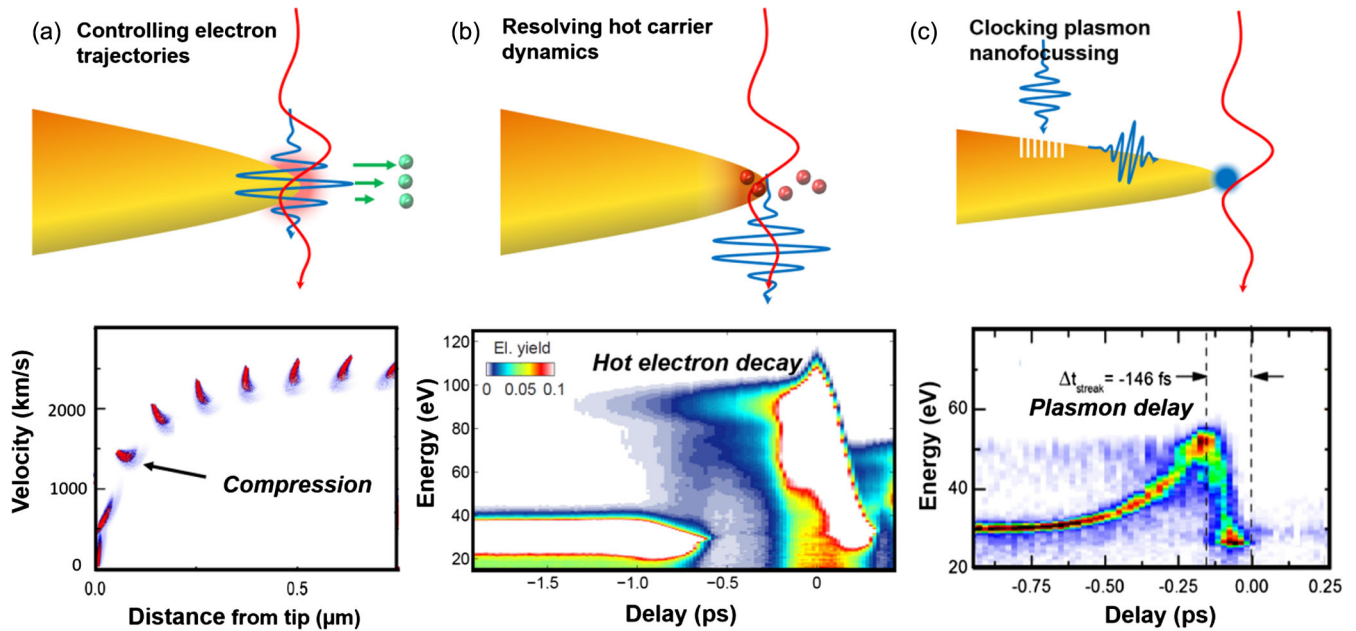 (a) Controlling electron
trajectories
(b) Resolving hot carrier
dynamics
(c) Clocking plasmon
nanofocussing
Velocity (km/s)
2000
1000
0
0.0
0.5
Distance from tip (µm)
Compression
Energy (eV)
120
100
80
60
40
20
El. yield
0 0.05 0.1
Hot electron decay
−1.5
−1.0
−0.5
0
Delay (ps)
Energy (eV)
60
40
20
Δt streak = -146 fs
Plasmon delay
-0.75
-0.50
-0.25
0.00
0.25
Delay (ps)